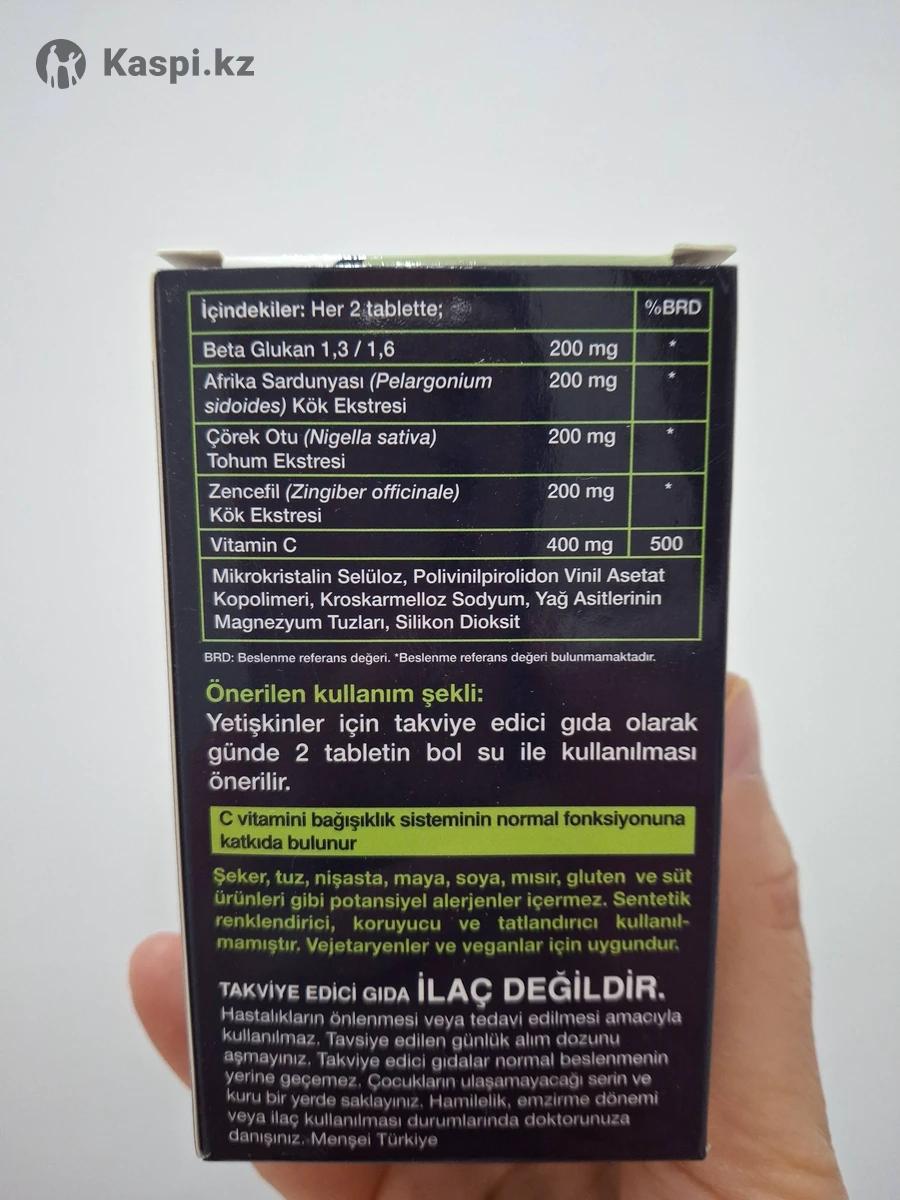 Kaspi.kz
İçindekiler: Her 2 tablette; %BRD
Beta Glukan 1,3 / 1,6 200 mg *
Afrika Sardunyası (Pelargonium 200 mg *
sidoides) Kök Ekstresi
Çörek Otu (Nigella sativa) 200 mg *
Tohum Ekstresi
Zencefil (Zingiber officinale) 200 mg *
Kök Ekstresi
Vitamin C 400 mg 500
Mikrokristalin Selüloz, Polivinilpirolidon Vinil Asetat
Kopolimeri, Kroskarmelloz Sodyum, Yağ Asitlerinin
Magnezyum Tuzları, Silikon Dioksit
BRD: Beslenme referans değeri. *Beslenme referans değeri bulunmamaktadır.
Önerilen kullanım şekli:
Yetişkinler için takviye edici gıda olarak
günde 2 tabletin bol su ile kullanılması
önerilir.
C vitamini bağışıklık sisteminin normal fonksiyonuna
katkıda bulunur
Şeker, tuz, nişasta, maya, soya, mısır, gluten ve süt
ürünleri gibi potansiyel alerjenler içermez. Sentetik
renklendirici, koruyucu ve tatlandırıcı kullanıl-
mamıştır. Vejetaryenler ve veganlar için uygundur.
TAKVİYE EDİCİ GIDA İLAÇ DEĞİLDİR.
Hastalıkların önlenmesi veya tedavi edilmesi amacıyla
kullanılmaz. Tavsiye edilen günlük alım dozunu
aşmayınız. Takviye edici gıdalar normal beslenmenin
yerine geçemez. Çocukların ulaşamayacağı serin ve
kuru bir yerde saklayınız. Hamilelik, emzirme dönemi
veya ilaç kullanılması durumlarında doktorunuza
danışınız. Menşei Türkiye